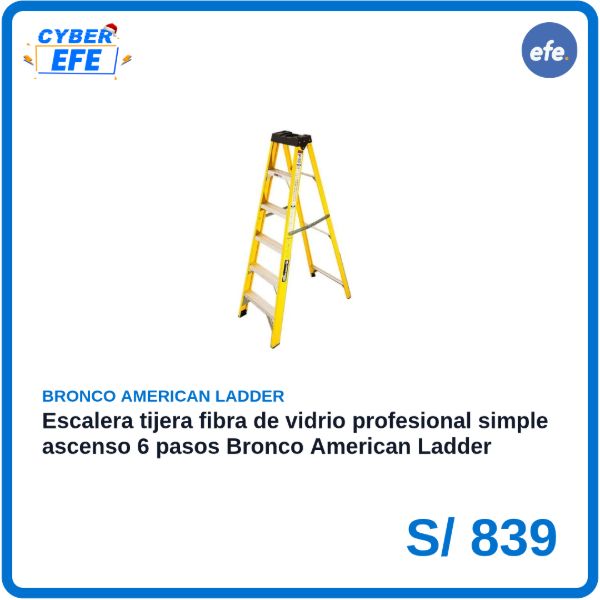 CYBER
EFE
efe.
BRONCO AMERICAN LADDER
Escalera tijera fibra de vidrio profesional simple
ascenso 6 pasos Bronco American Ladder
S/ 839